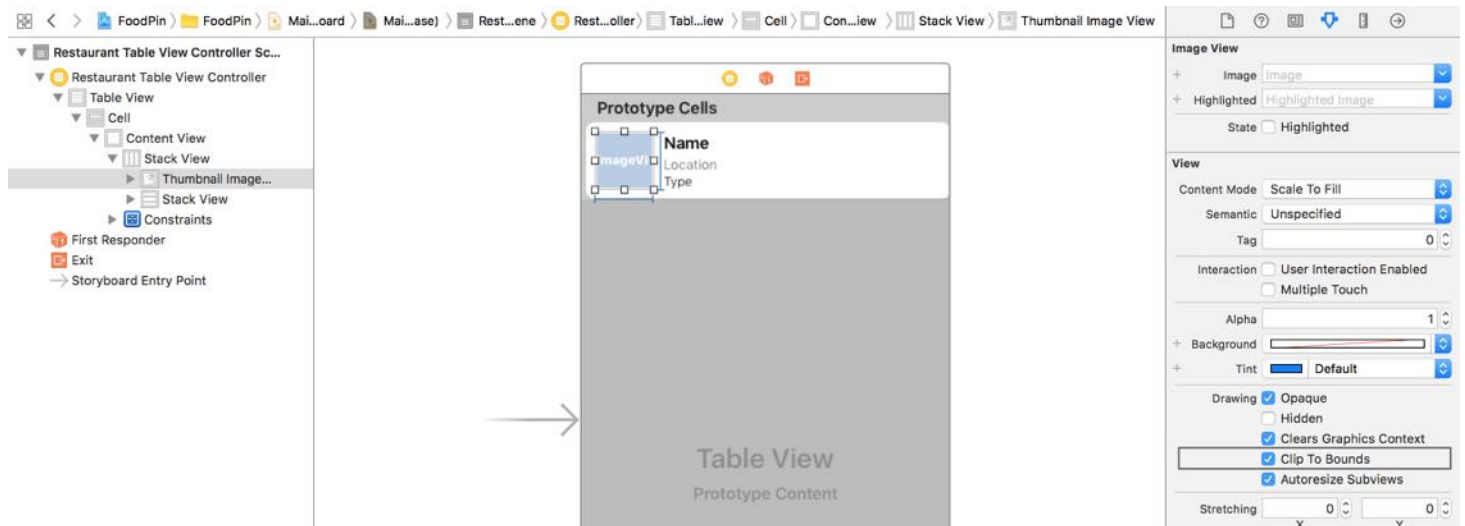 FoodPin FoodPin Mai...oard Mai...ase) Rest...ene Rest...oller Tabl...iew Cell Con...iew Stack View Thumbnail Image View
Restaurant Table View Controller Sc...
Restaurant Table View Controller
Table View
Cell
Content View
Stack View
Thumbnail Image...
Stack View
Constraints
First Responder
Exit
Storyboard Entry Point
Prototype Cells
mageVi
Name
Location
Type
Table View
Prototype Content
Image View
Image Image
Highlighted Highlighted Image
State Highlighted
View
Content Mode Scale To Fill
Semantic Unspecified
Tag 0
Interaction User Interaction Enabled
Multiple Touch
Alpha 1
Background
Tint Default
Drawing Opaque
Hidden
Clears Graphics Context
Clip To Bounds
Autoresize Subviews
Stretching 0 0
X Y